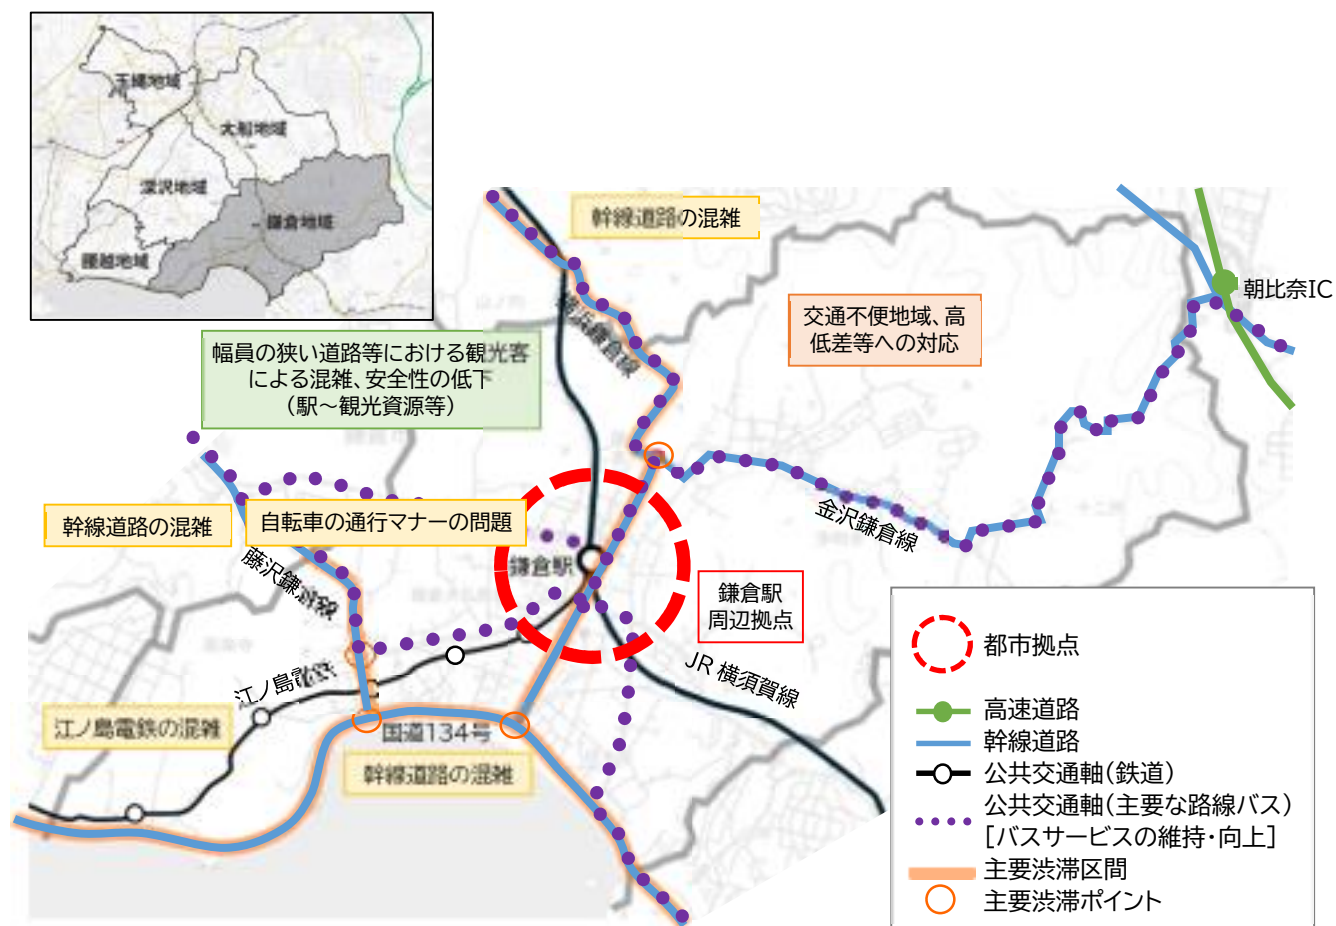 玉縄地域
大船地域
深沢地域
鎌倉地域
腰越地域
幹線道路の混雑
朝比奈IC
交通不便地域、高
低差等への対応
幅員の狭い道路等における観光客
による混雑、安全性の低下
（駅～観光資源等）
横浜鎌倉線
幹線道路の混雑
自転車の通行マナーの問題
金沢鎌倉線
藤沢鎌倉線
鎌倉駅
鎌倉駅
周辺拠点
JR 横須賀線
江ノ島電鉄
江ノ島電鉄の混雑
国道134号
幹線道路の混雑
都市拠点
高速道路
幹線道路
公共交通軸(鉄道)
公共交通軸(主要な路線バス)
[バスサービスの維持・向上]
主要渋滞区間
主要渋滞ポイント